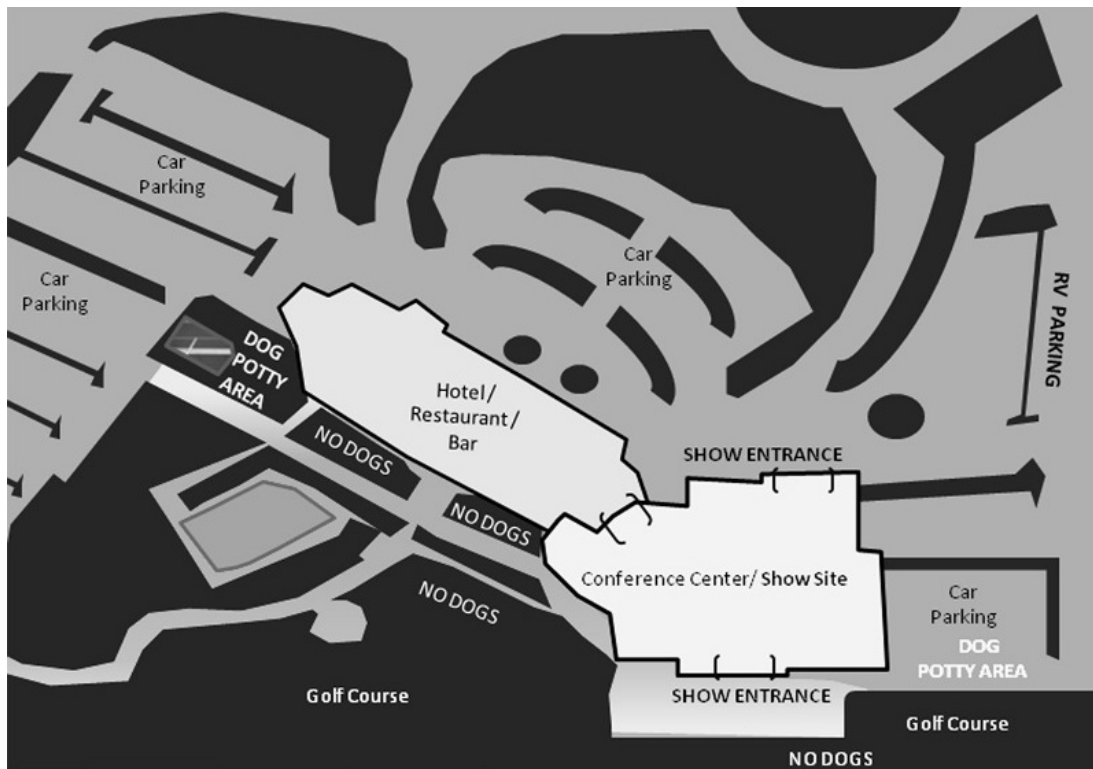 Car
Parking
Car
Parking
Car
Parking
RV PARKING
DOG
POTTY
AREA
Hotel/
Restaurant/
Bar
NO DOGS
SHOW ENTRANCE
NO DOGS
Conference Center/ Show Site
NO DOGS
Car
Parking
DOG
POTTY AREA
Golf Course
SHOW ENTRANCE
Golf Course
NO DOGS